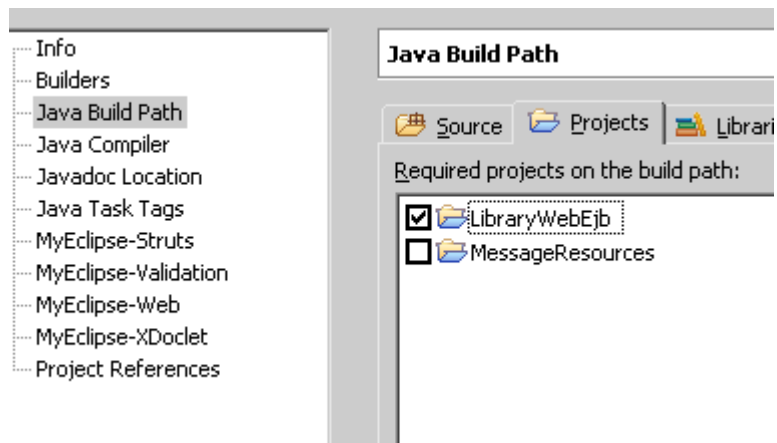 Info
Builders
Java Build Path
Java Compiler
Javadoc Location
Java Task Tags
MyEclipse-Struts
MyEclipse-Validation
MyEclipse-Web
MyEclipse-XDoclet
Project References
Java Build Path
Source Projects Librari
Required projects on the build path:
LibraryWebEjb
MessageResources